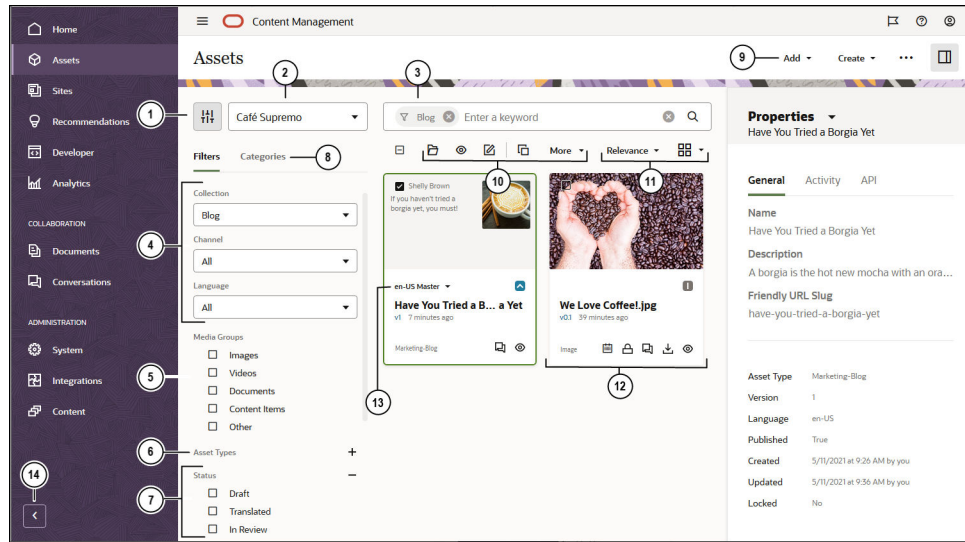 Home
Assets
Sites
Recommendations
Developer
Analytics
COLLABORATION
Documents
Conversations
ADMINISTRATION
System
Integrations
Content
14
Content Management
Assets
9
Add
Create
1
2
3
Café Supremo
Blog
Enter a keyword
Filters
Categories
8
More
Relevance
10
11
4
Collection
Blog
Channel
All
Language
All
5
Media Groups
Images
Videos
Documents
Content Items
Other
6
Asset Types
7
Status
Draft
Translated
In Review
Shelly Brown
If you haven't tried a
borgia yet, you must!
en-US Master
Have You Tried a B... a Yet
v1 7 minutes ago
Marketing-Blog
13
We Love Coffee!.jpg
v0.1 39 minutes ago
Image
12
Properties
Have You Tried a Borgia Yet
General Activity API
Name
Have You Tried a Borgia Yet
Description
A borgia is the hot new mocha with an ora...
Friendly URL Slug
have-you-tried-a-borgia-yet
Asset Type Marketing-Blog
Version 1
Language en-US
Published True
Created 5/11/2021 at 9:26 AM by you
Updated 5/11/2021 at 9:36 AM by you
Locked No